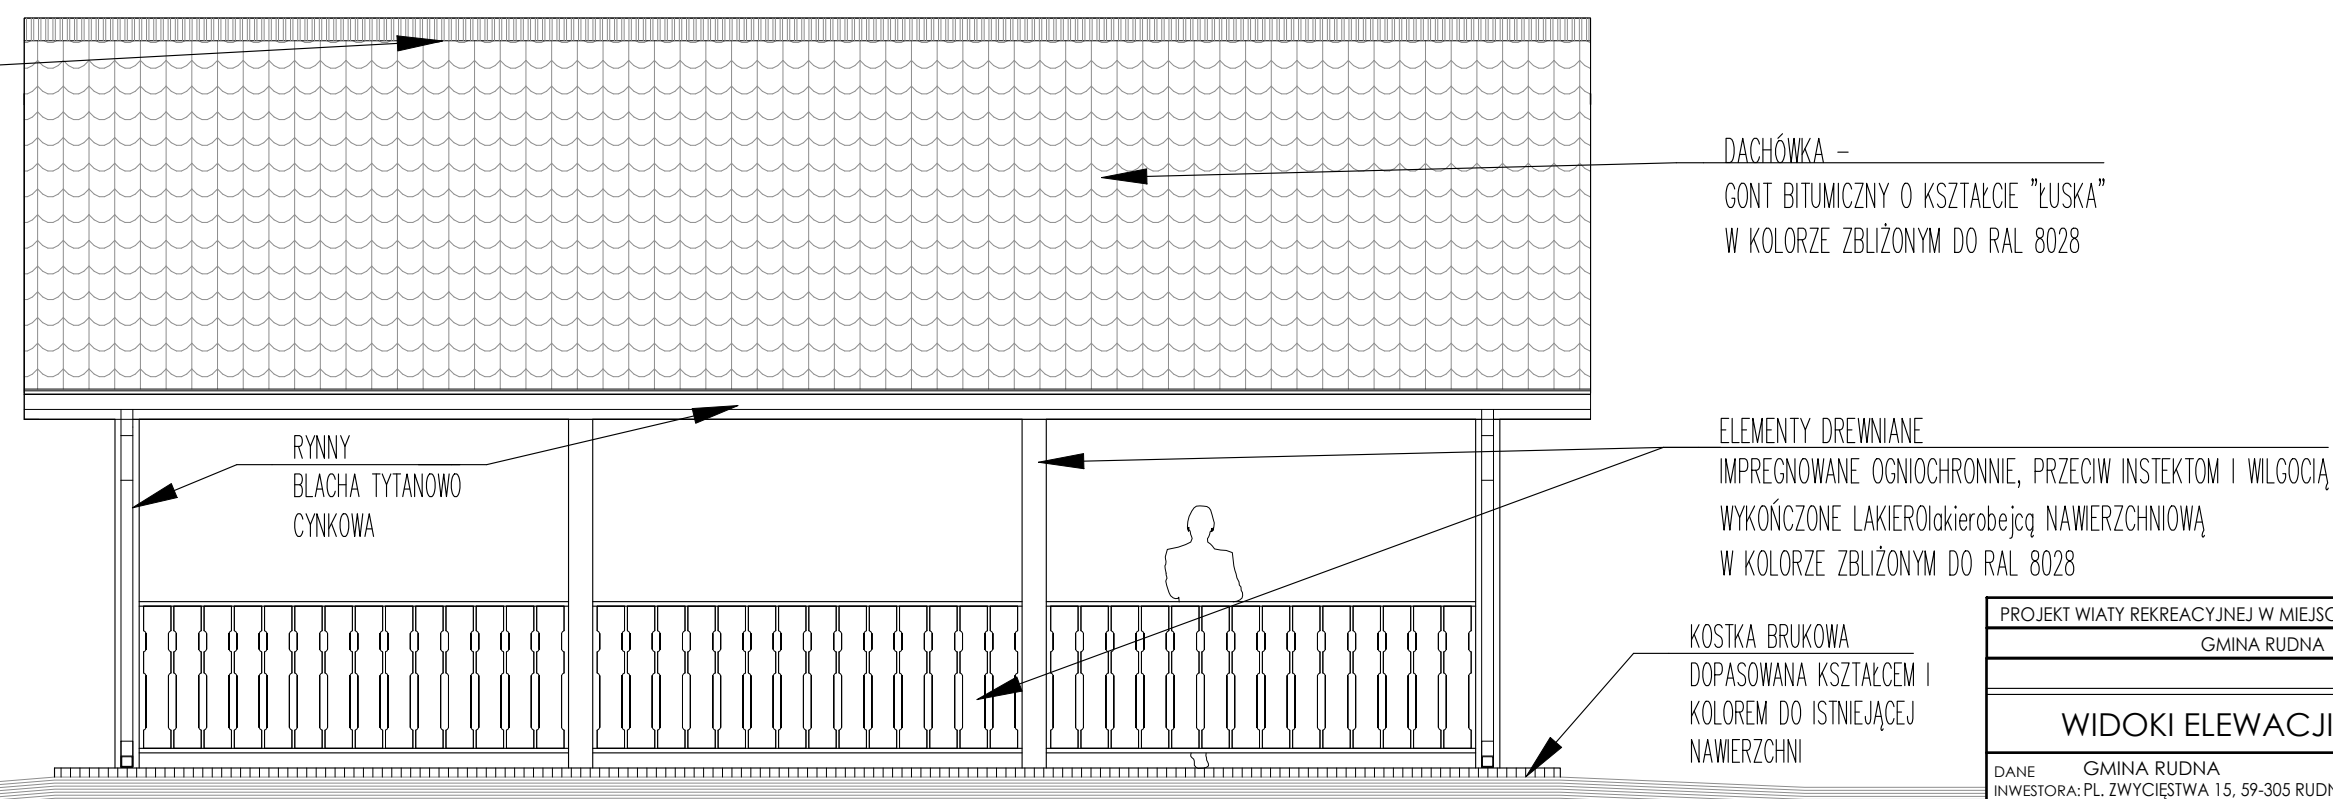 DACHÓWKA –
GONT BITUMICZNY O KSZTAŁCIE "ŁUSKA"
W KOLORZE ZBLIŻONYM DO RAL 8028
RYNNY
BLACHA TYTANOWO
CYNKOWA
ELEMENTY DREWNIANE
IMPREGNOWANE OGNIOCHRONNIE, PRZECIW INSTEKTOM I WILGOCIĄ
WYKOŃCZONE LAKIEROlakierobejcą NAWIERZCHNIOWĄ
W KOLORZE ZBLIŻONYM DO RAL 8028
KOSTKA BRUKOWA
DOPASOWANA KSZTAŁCEM I
KOLOREM DO ISTNIEJĄCEJ
NAWIERZCHNI
PROJEKT WIATY REKREACYJNEJ W MIEJSC
GMINA RUDNA
WIDOKI ELEWACJI
DANE GMINA RUDNA
INWESTORA: PL. ZWYCIĘSTWA 15, 59-305 RUDN